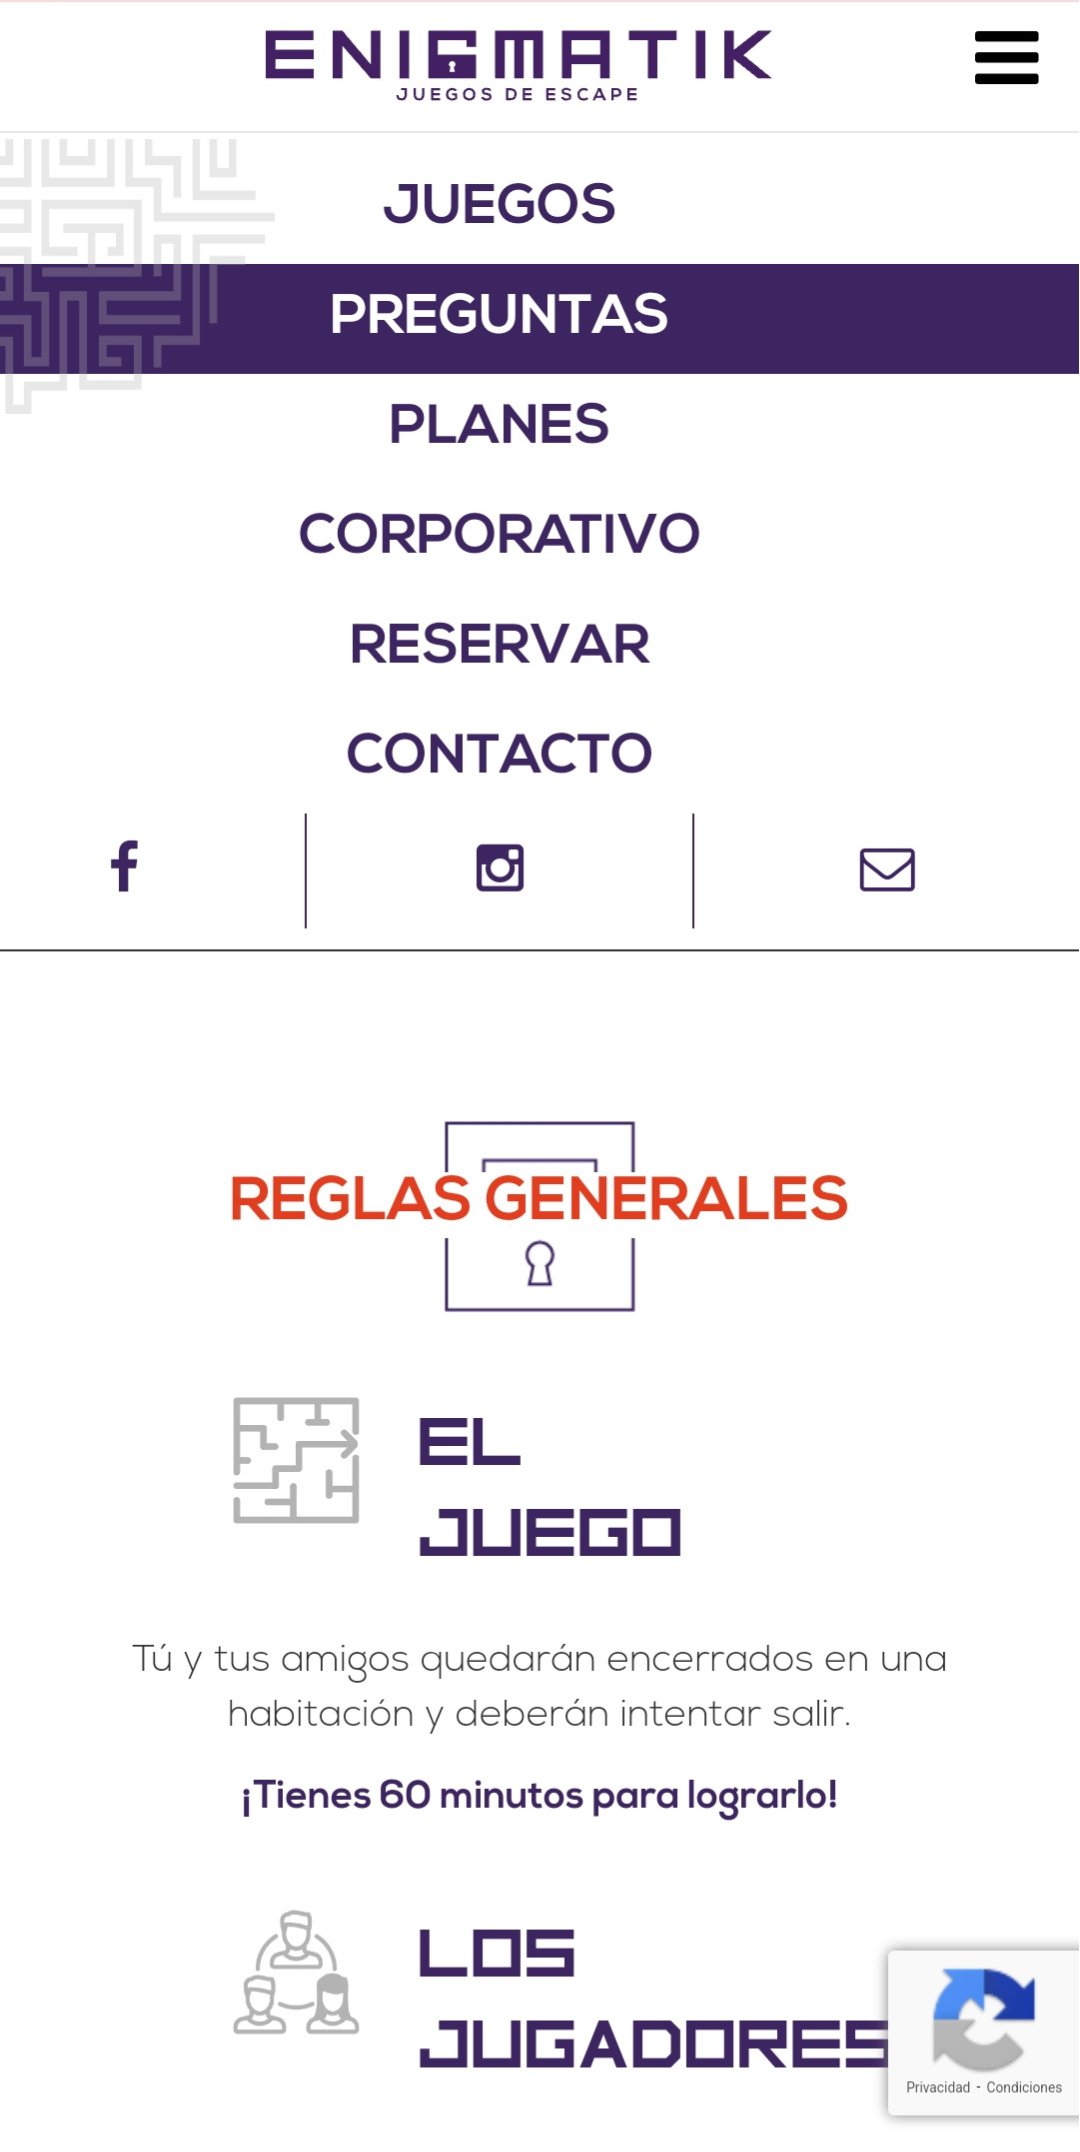 ENIGMATIK
JUEGOS DE ESCAPE
JUEGOS
PREGUNTAS
PLANES
CORPORATIVO
RESERVAR
CONTACTO
REGLAS GENERALES
EL
JUEGO
Tú y tus amigos quedarán encerrados en una
habitación y deberán intentar salir.
¡Tienes 60 minutos para lograrlo!
LOS
JUGADORES
Privacidad - Condiciones